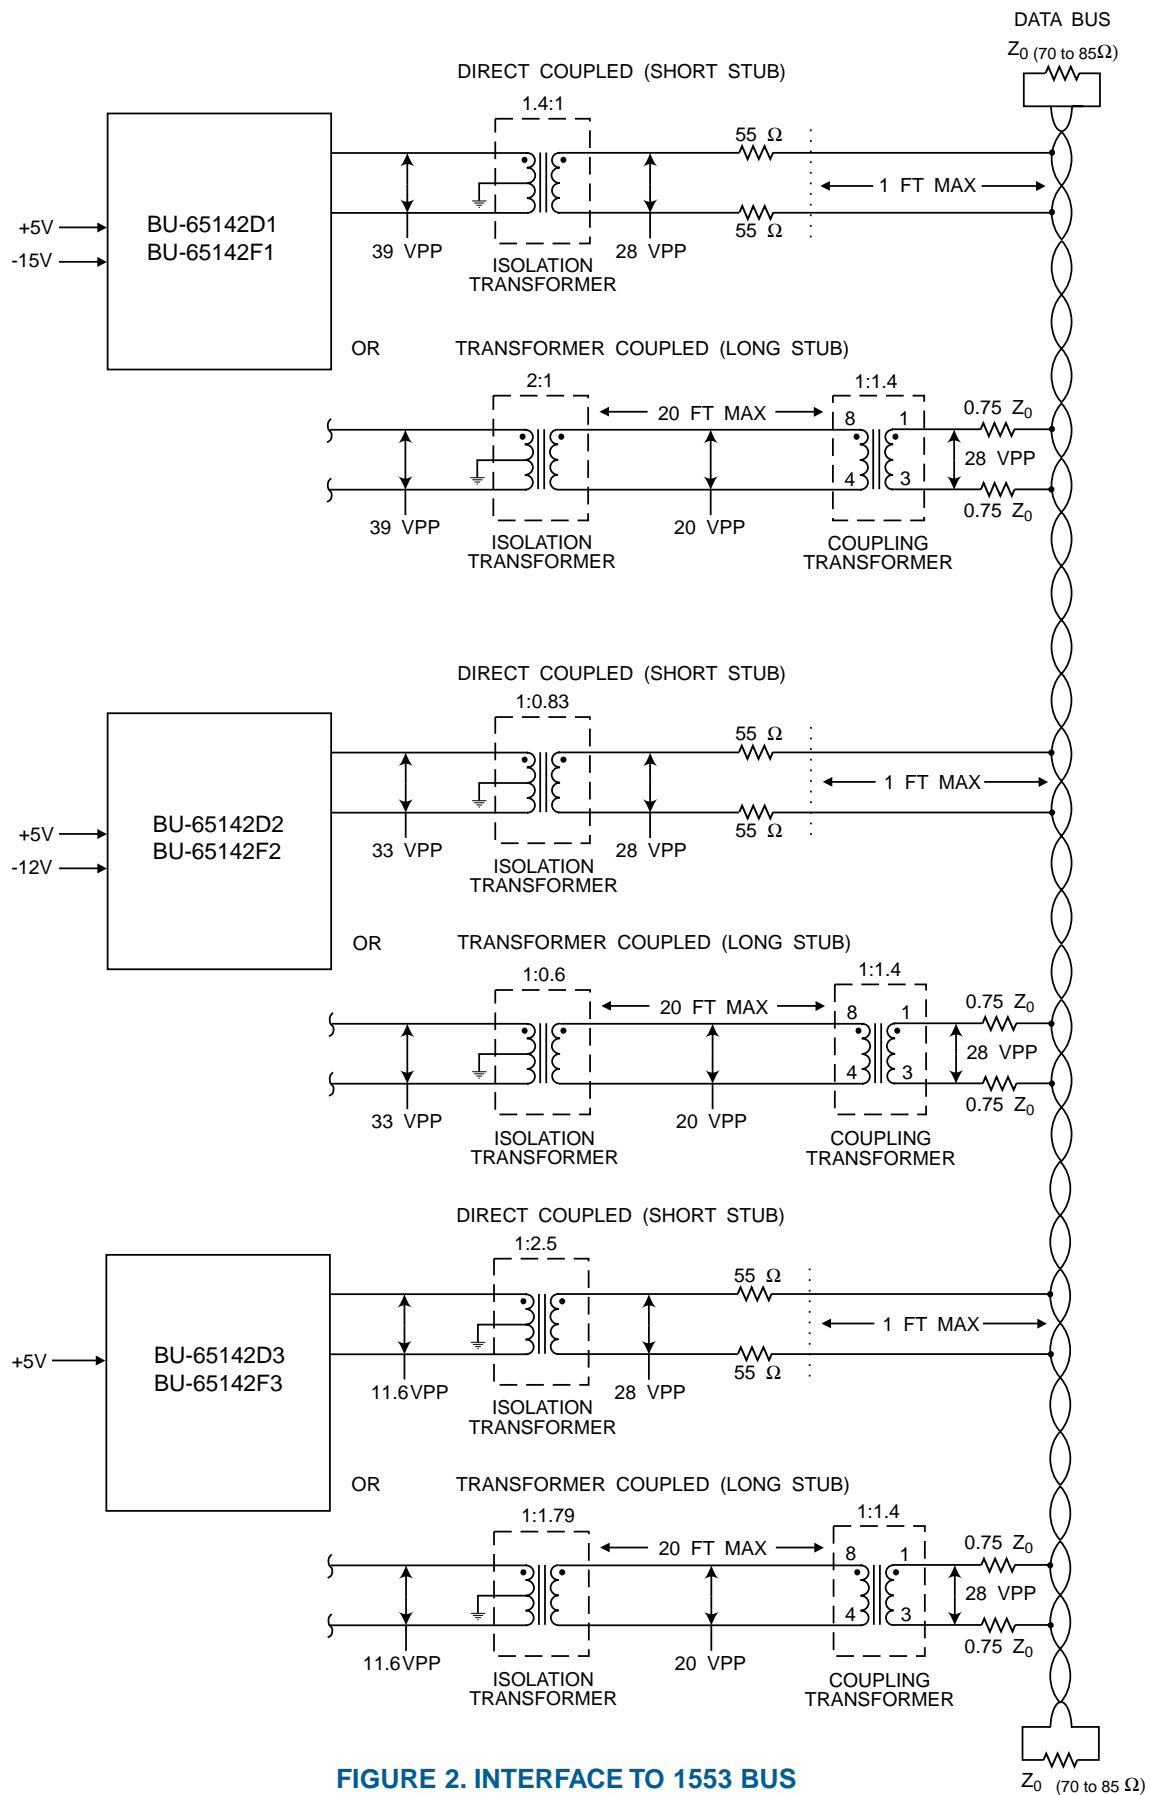 DATA BUS
Z0 (70 to 85Ω)
DIRECT COUPLED (SHORT STUB)
1.4:1
55 Ω
1 FT MAX
+5V
-15V
BU-65142D1
BU-65142F1
39 VPP
28 VPP
55 Ω
ISOLATION
TRANSFORMER
OR
TRANSFORMER COUPLED (LONG STUB)
2:1
1:1.4
20 FT MAX
8
1
0.75 Z0
28 VPP
4
3
0.75 Z0
39 VPP
20 VPP
ISOLATION
TRANSFORMER
COUPLING
TRANSFORMER
DIRECT COUPLED (SHORT STUB)
1:0.83
55 Ω
1 FT MAX
+5V
-12V
BU-65142D2
BU-65142F2
33 VPP
28 VPP
55 Ω
ISOLATION
TRANSFORMER
OR
TRANSFORMER COUPLED (LONG STUB)
1:0.6
1:1.4
20 FT MAX
8
1
0.75 Z0
28 VPP
4
3
0.75 Z0
33 VPP
20 VPP
ISOLATION
TRANSFORMER
COUPLING
TRANSFORMER
DIRECT COUPLED (SHORT STUB)
1:2.5
55 Ω
1 FT MAX
+5V
BU-65142D3
BU-65142F3
11.6VPP
28 VPP
55 Ω
ISOLATION
TRANSFORMER
OR
TRANSFORMER COUPLED (LONG STUB)
1:1.79
1:1.4
20 FT MAX
8
1
0.75 Z0
28 VPP
4
3
0.75 Z0
11.6VPP
20 VPP
ISOLATION
TRANSFORMER
COUPLING
TRANSFORMER
FIGURE 2. INTERFACE TO 1553 BUS
Z0 (70 to 85 Ω)